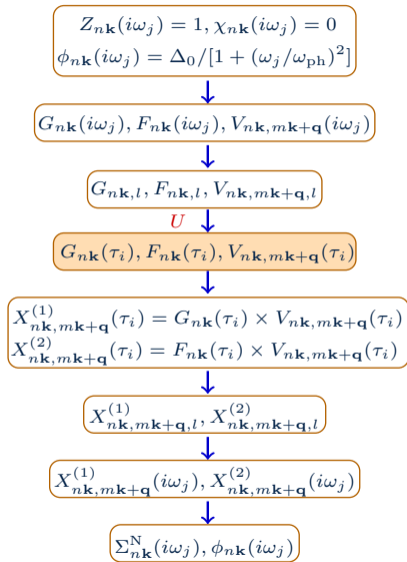 Z_{n𝐤}(iω_j) = 1, χ_{n𝐤}(iω_j) = 0
ϕ_{n𝐤}(iω_j) = Δ_0/[1 + (ω_j/ω_{ph})^2]
G_{n𝐤}(iω_j), F_{n𝐤}(iω_j), V_{n𝐤,m𝐤+𝐪}(iω_j)
G_{n𝐤,l}, F_{n𝐤,l}, V_{n𝐤,m𝐤+𝐪,l}
U
G_{n𝐤}(τ_i), F_{n𝐤}(τ_i), V_{n𝐤,m𝐤+𝐪}(τ_i)
X^{(1)}_{n𝐤,m𝐤+𝐪}(τ_i) = G_{n𝐤}(τ_i) × V_{n𝐤,m𝐤+𝐪}(τ_i)
X^{(2)}_{n𝐤,m𝐤+𝐪}(τ_i) = F_{n𝐤}(τ_i) × V_{n𝐤,m𝐤+𝐪}(τ_i)
X^{(1)}_{n𝐤,m𝐤+𝐪,l}, X^{(2)}_{n𝐤,m𝐤+𝐪,l}
X^{(1)}_{n𝐤,m𝐤+𝐪}(iω_j), X^{(2)}_{n𝐤,m𝐤+𝐪}(iω_j)
Σ^N_{n𝐤}(iω_j), ϕ_{n𝐤}(iω_j)